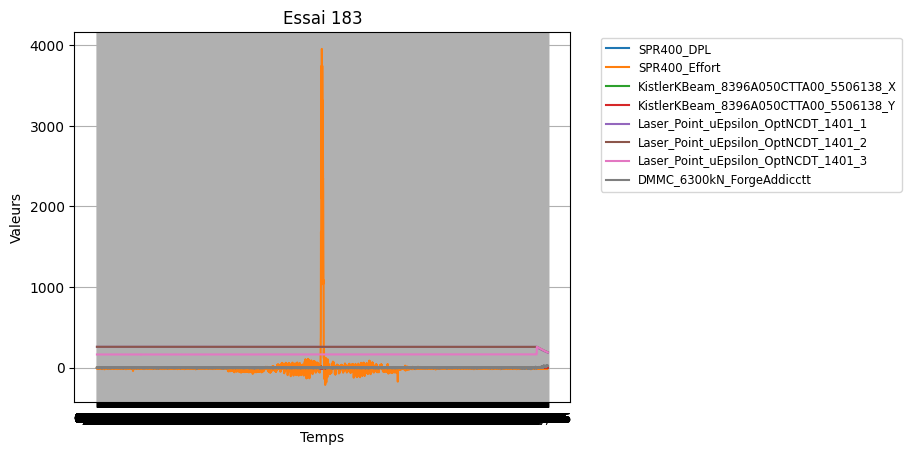 Essai 183
4000
3000
2000
1000
0
Valeurs
Temps
SPR400_DPL
SPR400_Effort
KistlerKBeam_8396A050CTTA00_5506138_X
KistlerKBeam_8396A050CTTA00_5506138_Y
Laser_Point_uEpsilon_OptNCDT_1401_1
Laser_Point_uEpsilon_OptNCDT_1401_2
Laser_Point_uEpsilon_OptNCDT_1401_3
DMMC_6300kN_ForgeAddicctt